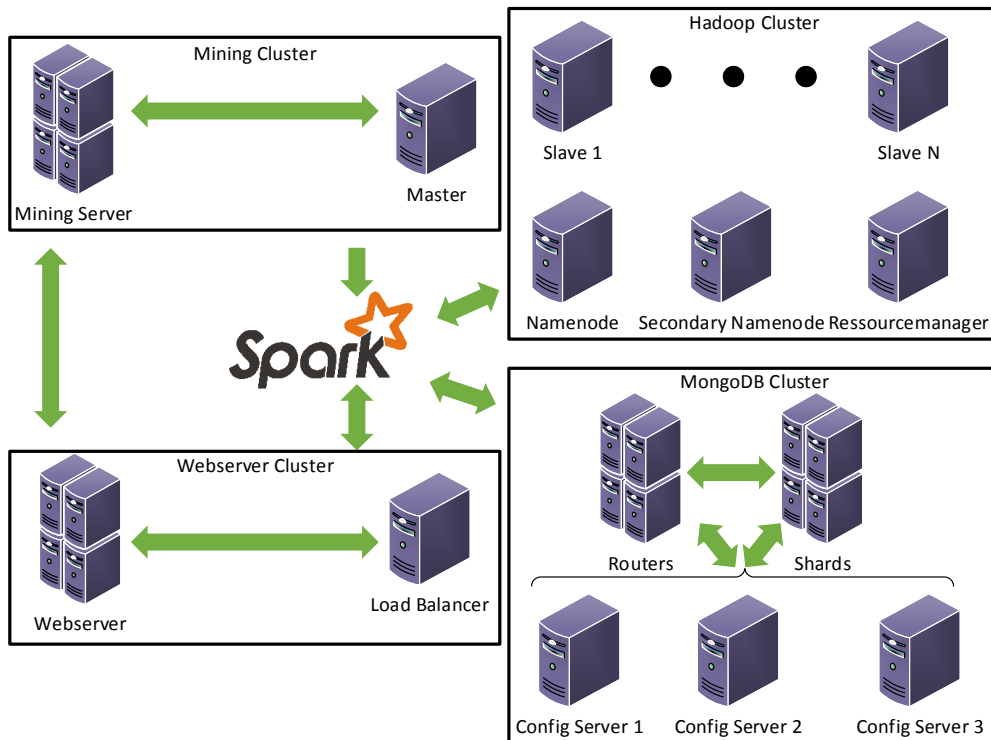 Mining Cluster
Mining Server
Master
Hadoop Cluster
Slave 1
Slave N
Namenode
Secondary Namenode
Ressourcemanager
Spark
Webserver Cluster
Webserver
Load Balancer
MongoDB Cluster
Routers
Shards
Config Server 1
Config Server 2
Config Server 3